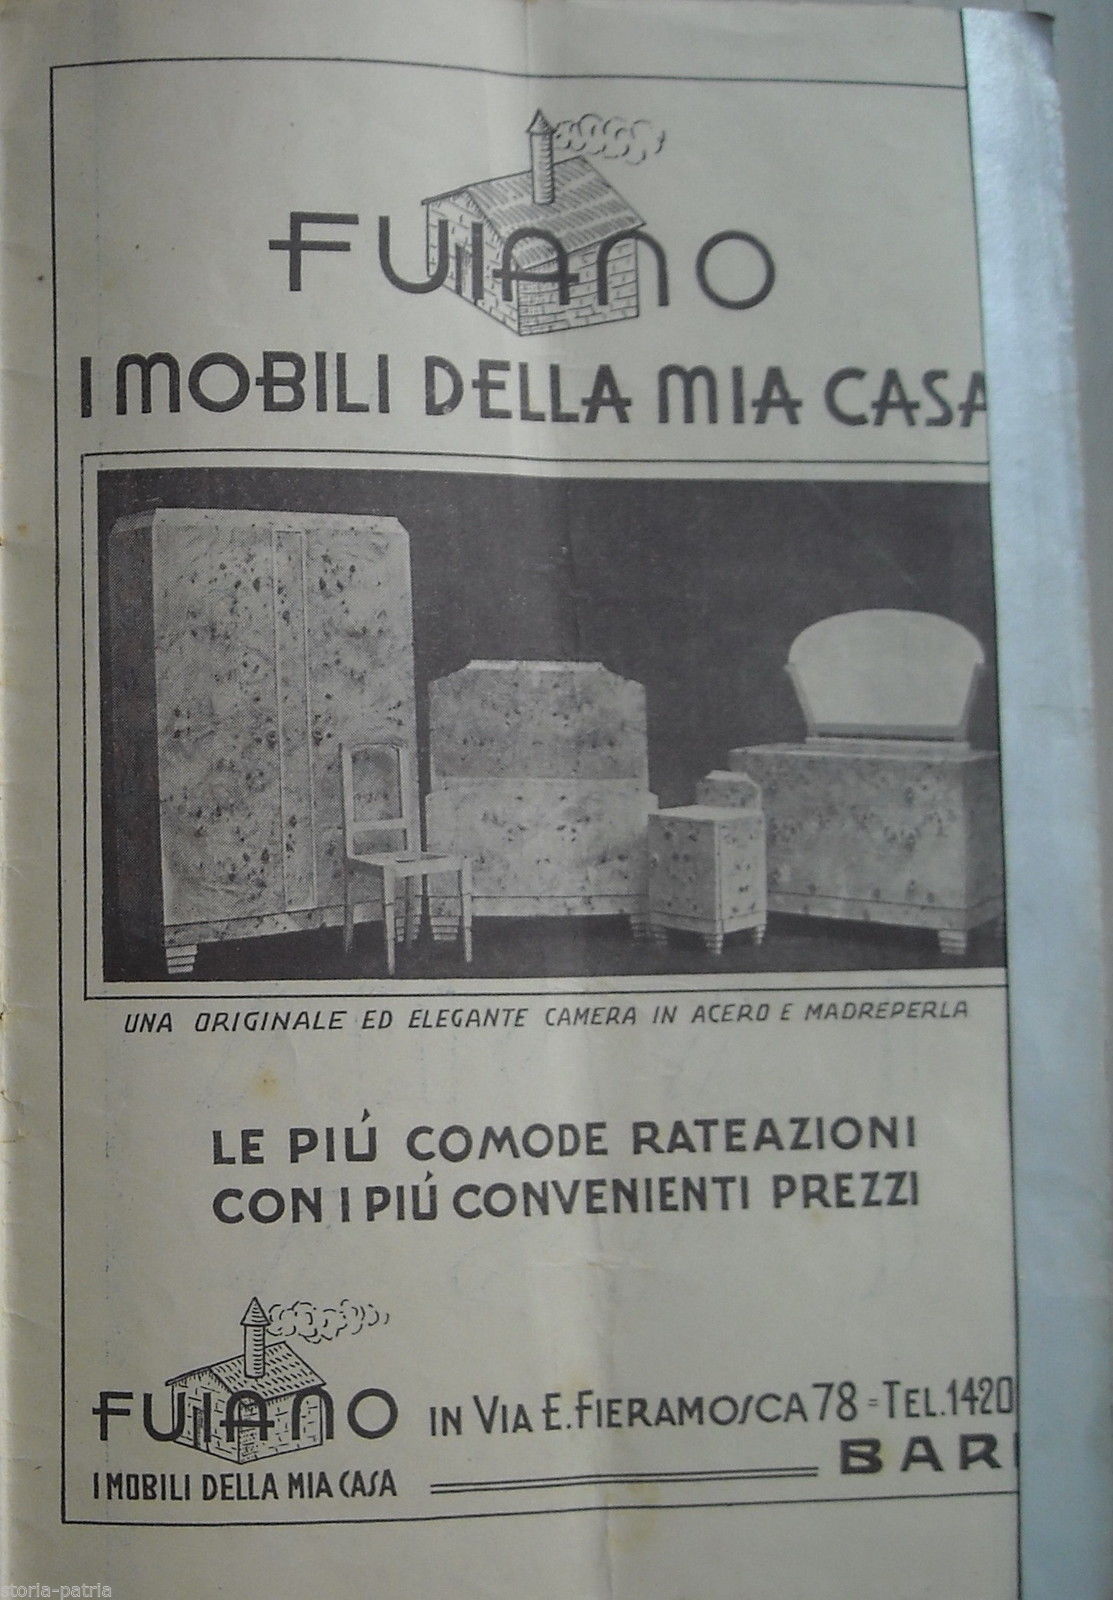 FUIANO
I MOBILI DELLA MIA CASA
UNA ORIGINALE ED ELEGANTE CAMERA IN ACERO E MADREPERLA
LE PIÚ COMODE RATEAZIONI
CON I PIÚ CONVENIENTI PREZZI
FUIANO
I MOBILI DELLA MIA CASA
IN VIA E. FIERAMOSCA 78 = TEL. 1420
BARI
storia-patria